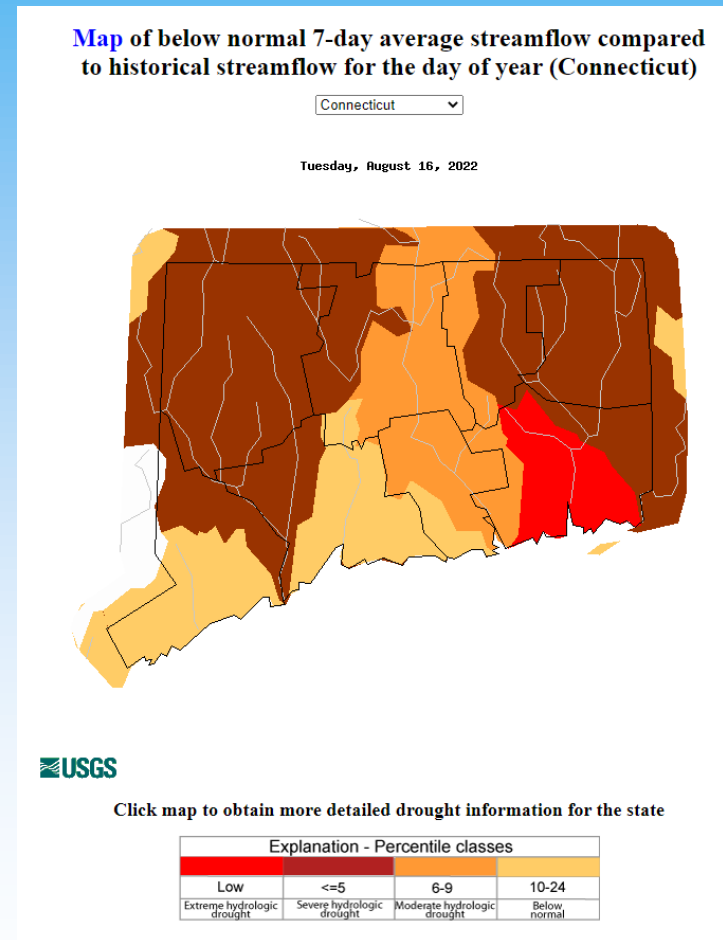 Map of below normal 7-day average streamflow compared
to historical streamflow for the day of year (Connecticut)
Connecticut
Tuesday, August 16, 2022
USGS
Click map to obtain more detailed drought information for the state
Explanation - Percentile classes
Low <=5 6-9 10-24
Extreme hydrologic drought Severe hydrologic drought Moderate hydrologic drought Below normal